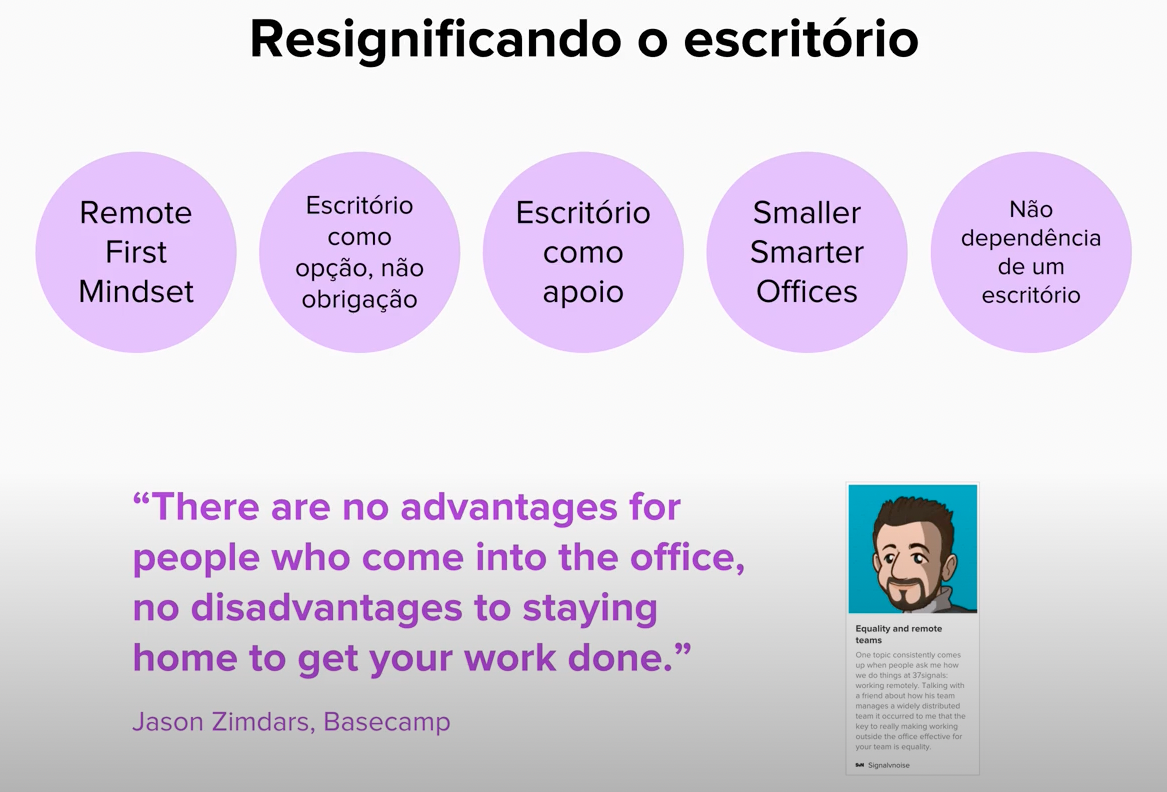 Resignificando o escritório
Remote
First
Mindset
Escritório
como
opção, não
obrigação
Escritório
como
apoio
Smaller
Smarter
Offices
Não
dependência
de um
escritório
“There are no advantages for
people who come into the office,
no disadvantages to staying
home to get your work done.”
Jason Zimdars, Basecamp
Equality and remote
teams
One topic consistently comes
up when people ask me how
we do things at 37signals:
working remotely. Talking with
a friend about how his team
manages a widely distributed
team it occurred to me that the
key to really making working
outside the office effective for
your team is equality.
Signalvnoise